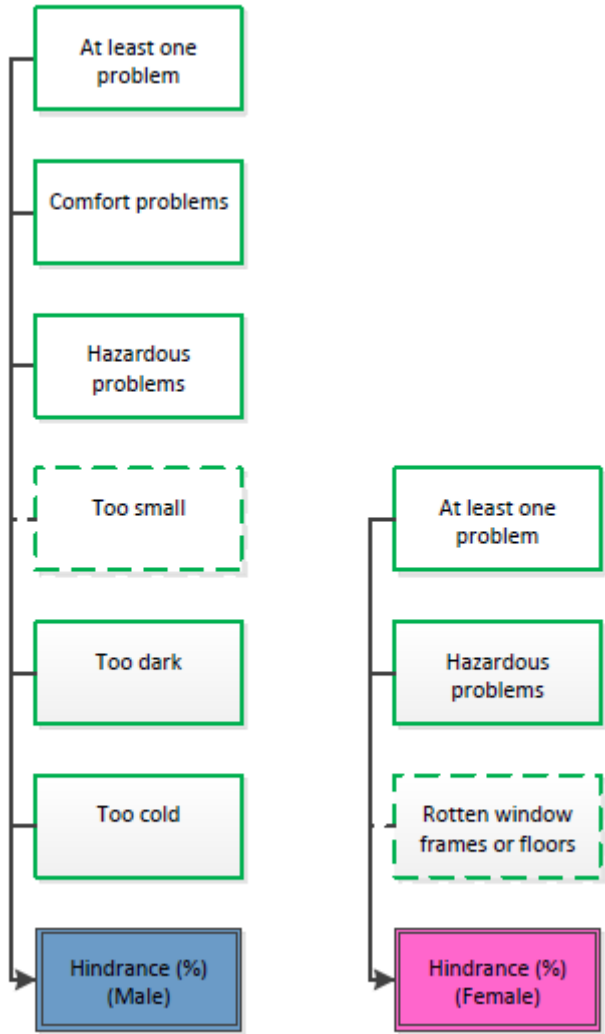 At least one
problem
Comfort problems
Hazardous
problems
Too small
Too dark
Too cold
Hindrance (%)
(Male)
At least one
problem
Hazardous
problems
Rotten window
frames or floors
Hindrance (%)
(Female)